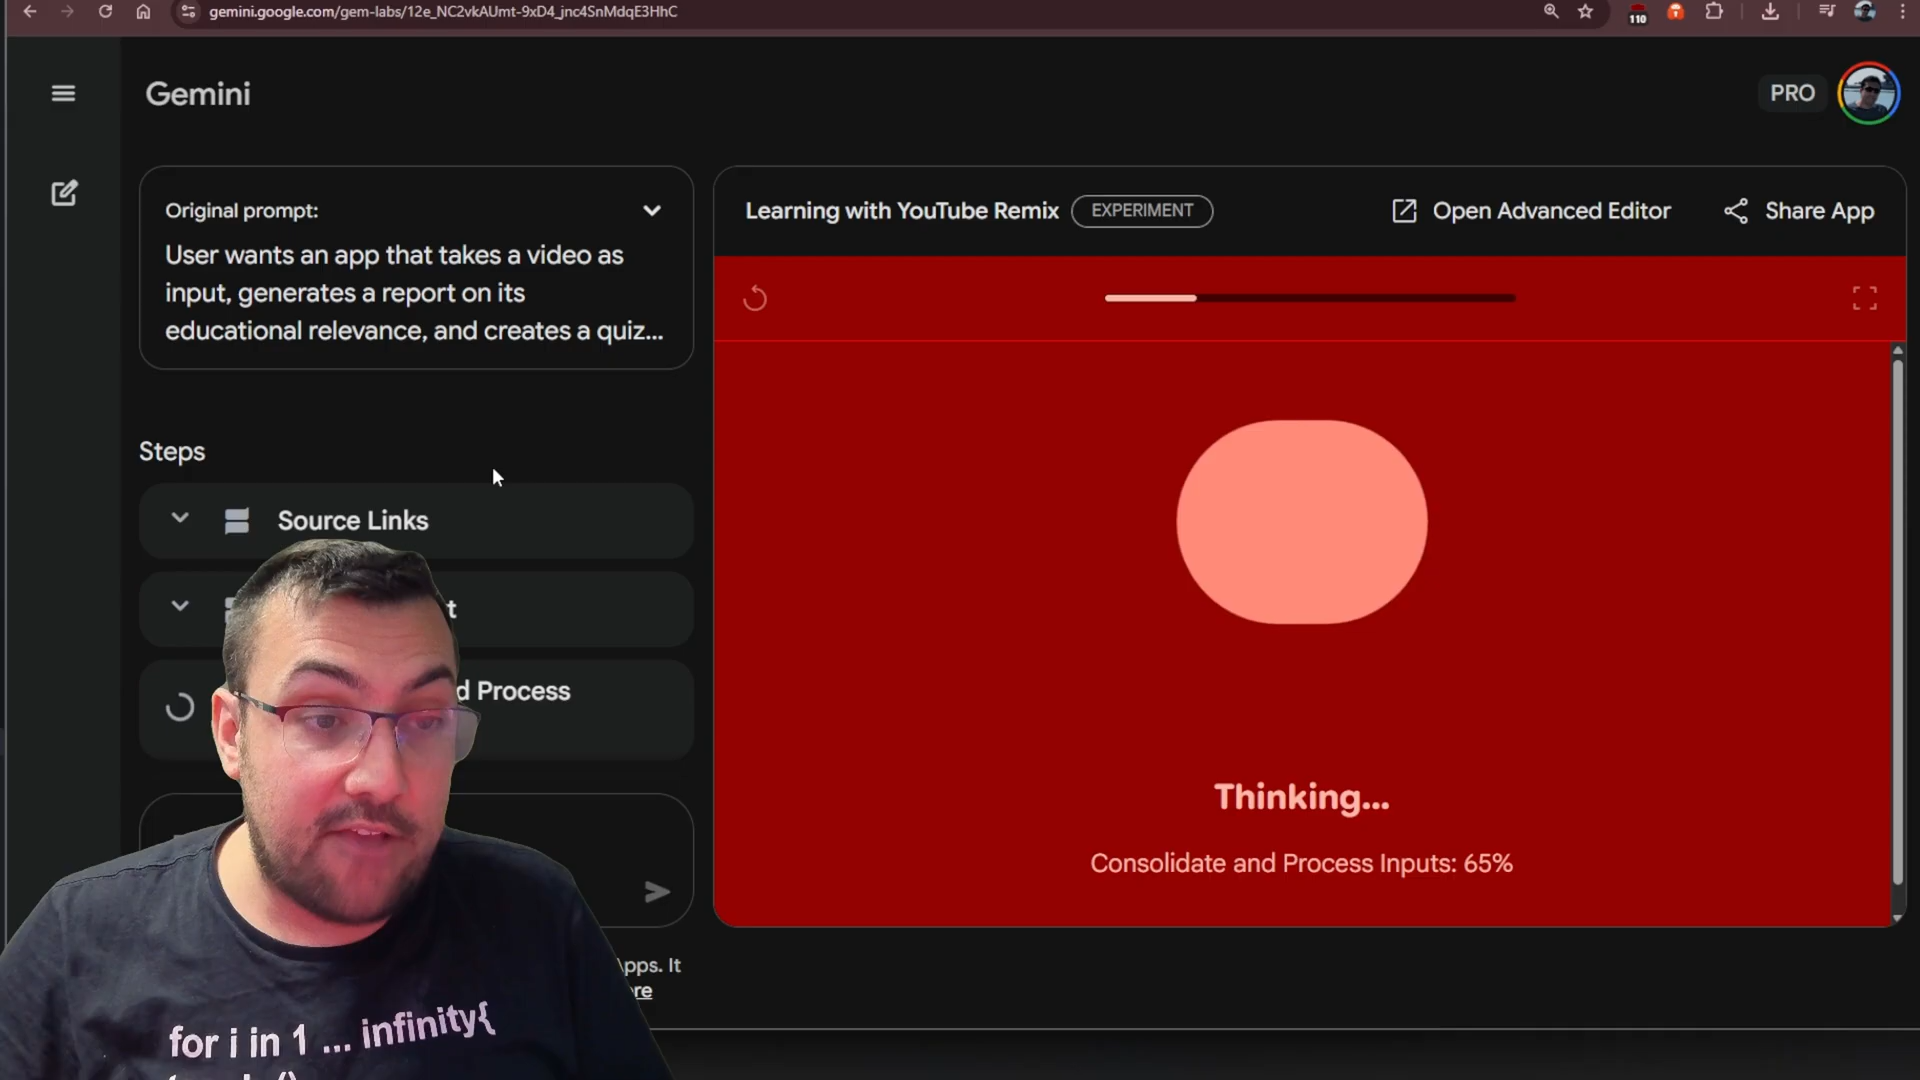 gemini.google.com/gem-labs/12e_NC2vkAUmt-9xD4_jnc4SnMdqE3HhC
110
Gemini
PRO
Original prompt:
User wants an app that takes a video as
input, generates a report on its
educational relevance, and creates a quiz...
Learning with YouTube Remix
EXPERIMENT
Open Advanced Editor
Share App
Steps
Source Links
t
d Process
Thinking...
Consolidate and Process Inputs: 65%
pps. It
re
for i in 1 ... infinity{